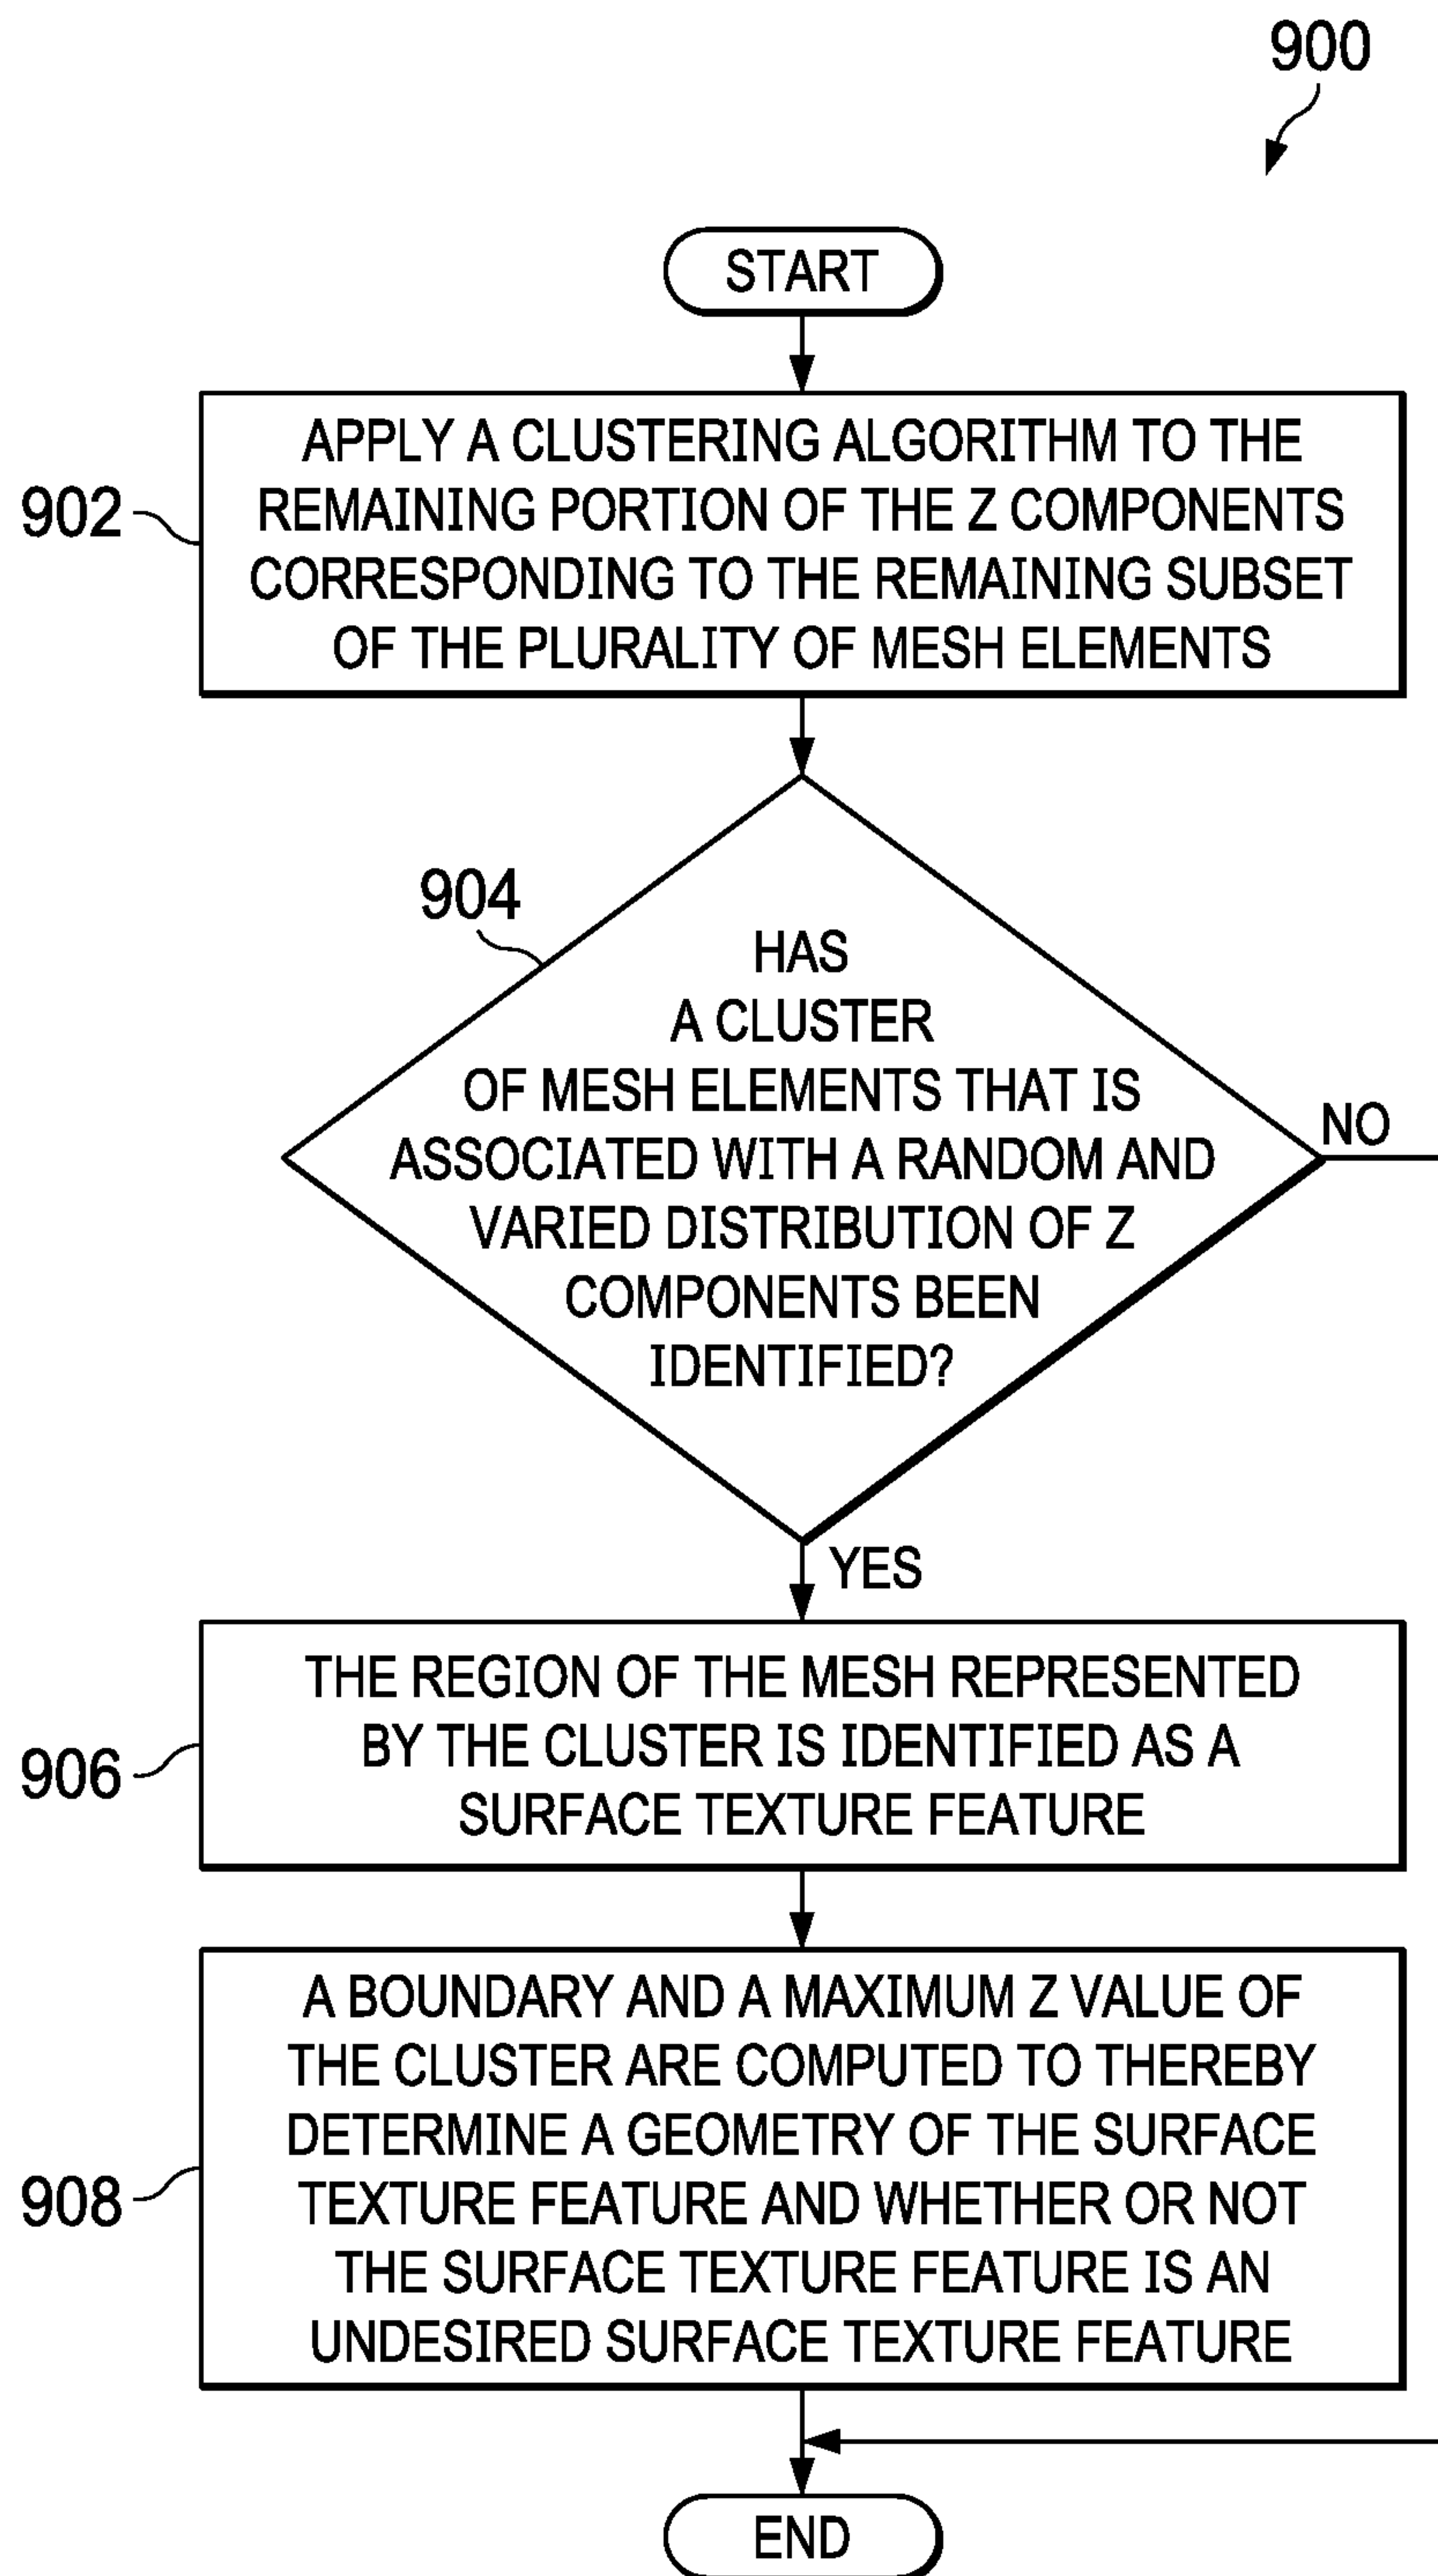 900
START
902
APPLY A CLUSTERING ALGORITHM TO THE
REMAINING PORTION OF THE Z COMPONENTS
CORRESPONDING TO THE REMAINING SUBSET
OF THE PLURALITY OF MESH ELEMENTS
904
HAS
A CLUSTER
OF MESH ELEMENTS THAT IS
ASSOCIATED WITH A RANDOM AND
VARIED DISTRIBUTION OF Z
COMPONENTS BEEN
IDENTIFIED?
NO
YES
906
THE REGION OF THE MESH REPRESENTED
BY THE CLUSTER IS IDENTIFIED AS A
SURFACE TEXTURE FEATURE
908
A BOUNDARY AND A MAXIMUM Z VALUE OF
THE CLUSTER ARE COMPUTED TO THEREBY
DETERMINE A GEOMETRY OF THE SURFACE
TEXTURE FEATURE AND WHETHER OR NOT
THE SURFACE TEXTURE FEATURE IS AN
UNDESIRED SURFACE TEXTURE FEATURE
END